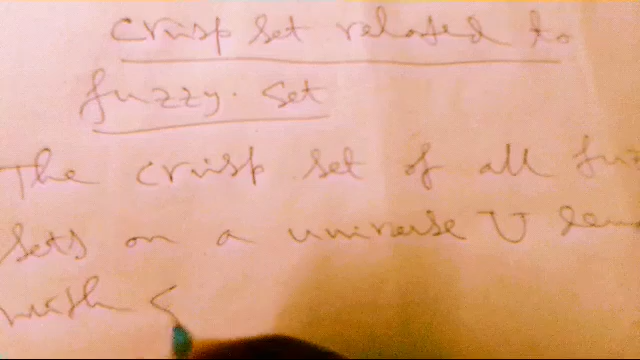 Crisp Set related to
fuzzy. Set
The crisp set of all
sets on a universe U
with